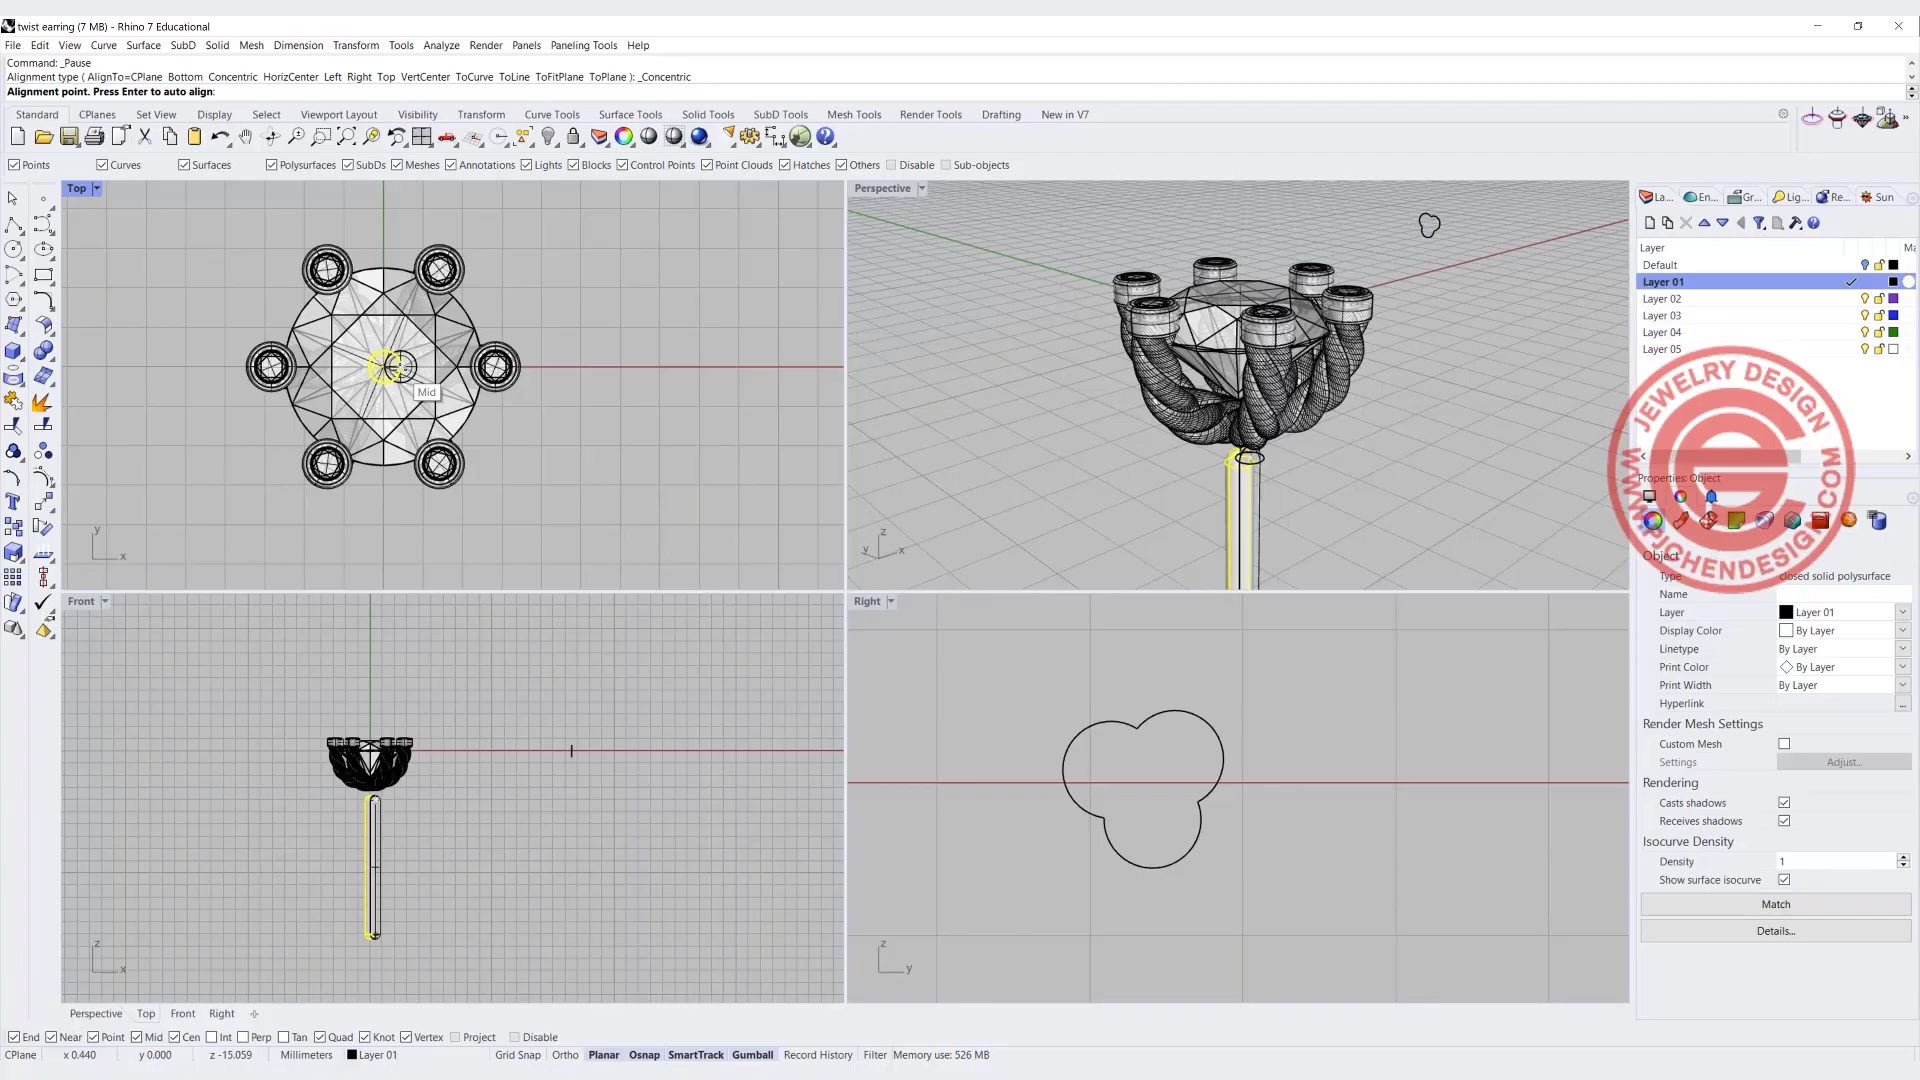 twist earring (7 MB) - Rhino 7 Educational
File Edit View Curve Surface SubD Solid Mesh Dimension Transform Tools Analyze Render Panels Paneling Tools Help
Command: _Pause
Alignment type ( AlignTo=CPlane Bottom Concentric HorizCenter Left Right Top VertCenter ToCurve ToLine ToFitPlane ToPlane ): _Concentric
Alignment point. Press Enter to auto align:
Standard CPlanes Set View Display Select Viewport Layout Visibility Transform Curve Tools Surface Tools Solid Tools SubD Tools Mesh Tools Render Tools Drafting New in V7
Points Curves Surfaces Polysurfaces SubDs Meshes Annotations Lights Blocks Control Points Point Clouds Hatches Others Disable Sub-objects
Top
Mid
y
x
Perspective
z
y
x
Front
z
x
Right
z
y
La... En... Gr... Lig... Re... Sun
Layer Ma
Default
Layer 01
Layer 02
Layer 03
Layer 04
Layer 05
JEWELRY DESIGN
WWW.PJCHENDESIGN.COM
Properties: Object
Object
Type closed solid polysurface
Name
Layer Layer 01
Display Color By Layer
Linetype By Layer
Print Color By Layer
Print Width By Layer
Hyperlink ...
Render Mesh Settings
Custom Mesh
Settings Adjust...
Rendering
Casts shadows
Receives shadows
Isocurve Density
Density 1
Show surface isocurve
Match
Details...
Perspective Top Front Right
End Near Point Mid Cen Int Perp Tan Quad Knot Vertex Project Disable
CPlane x 0.440 y 0.000 z -15.059 Millimeters Layer 01 Grid Snap Ortho Planar Osnap SmartTrack Gumball Record History Filter Memory use: 526 MB